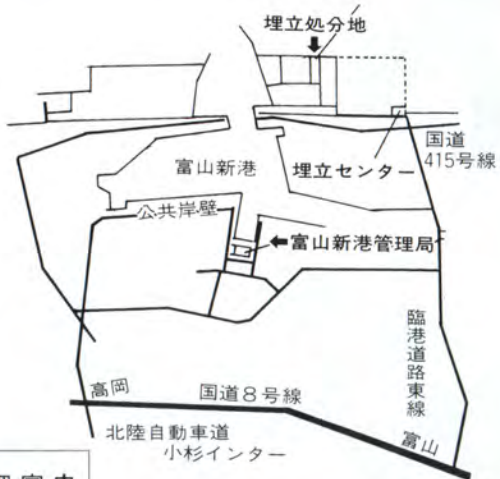 埋立処分地
国道
415号線
埋立センター
富山新港
公共岸壁
富山新港管理局
臨港道路東線
高岡
国道8号線
富山
北陸自動車道
小杉インター
案内